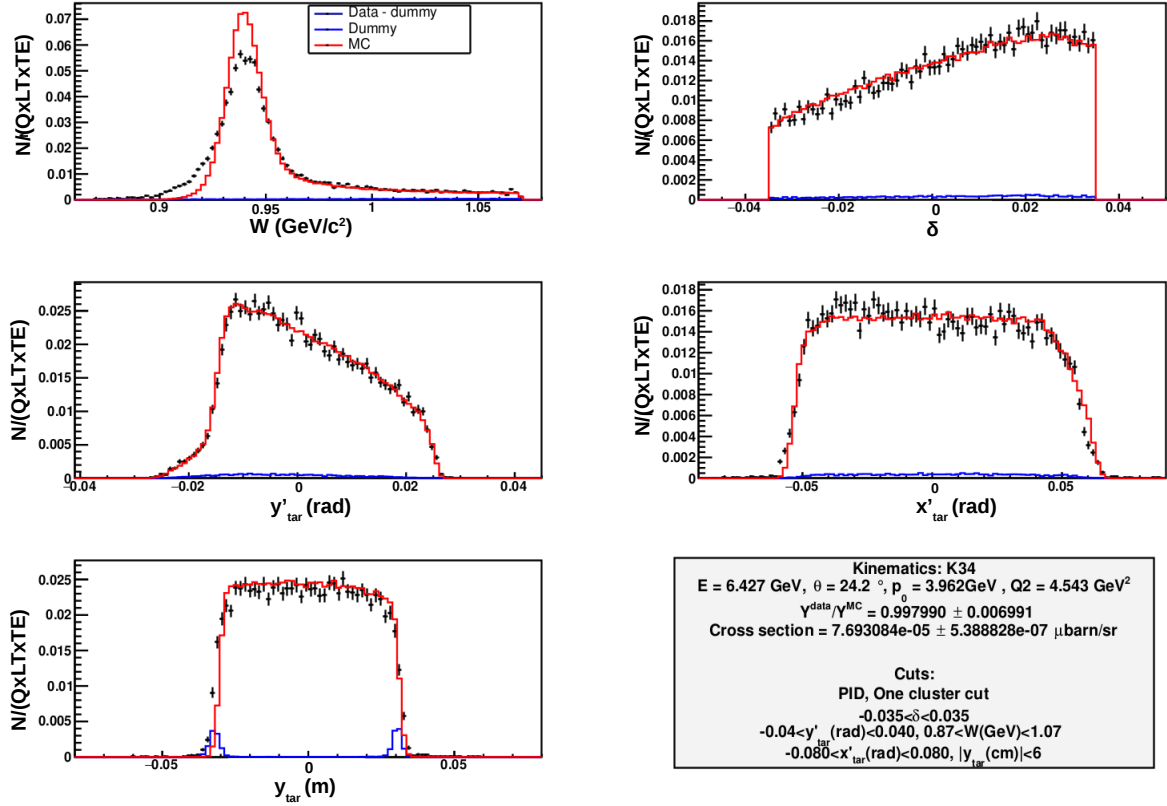 N/(QxLTxTE)
0.07
0.06
0.05
0.04
0.03
0.02
0.01
0
Data - dummy
Dummy
MC
0.9
0.95
1
1.05
W (GeV/c²)
N/(QxLTxTE)
0.018
0.016
0.014
0.012
0.010
0.008
0.006
0.004
0.002
0.000
−0.04
−0.02
0
0.02
0.04
δ
N/(QxLTxTE)
0.025
0.02
0.015
0.01
0.005
0
−0.04
−0.02
0
0.02
0.04
y'tar (rad)
N/(QxLTxTE)
0.018
0.016
0.014
0.012
0.010
0.008
0.006
0.004
0.002
0.000
−0.05
0
0.05
x'tar (rad)
N/(QxLTxTE)
0.025
0.02
0.015
0.01
0.005
0
−0.05
0
0.05
ytar (m)
Kinematics: K34
E = 6.427 GeV, θ = 24.2 °, p0 = 3.962GeV , Q2 = 4.543 GeV²
Ydata/YMC = 0.997990 ± 0.006991
Cross section = 7.693084e-05 ± 5.388828e-07 μbarn/sr
Cuts:
PID, One cluster cut
-0.035<δ<0.035
-0.04<y'tar(rad)<0.040, 0.87<W(GeV)<1.07
-0.080<x'tar(rad)<0.080, |ytar(cm)|<6